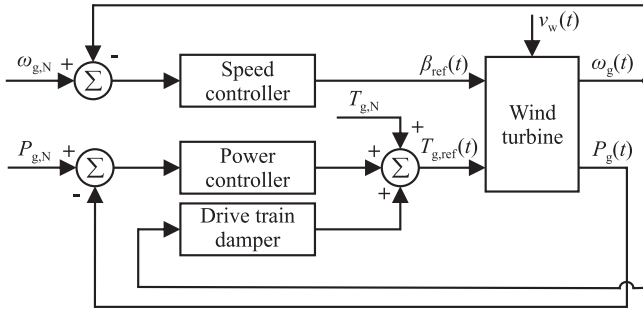 v_w(t)
ω_g,N
+
-
Σ
Speed
controller
β_ref(t)
ω_g(t)
Wind
turbine
T_g,N
+
P_g,N
+
-
Σ
Power
controller
+
Σ
T_g,ref(t)
P_g(t)
+
Drive train
damper